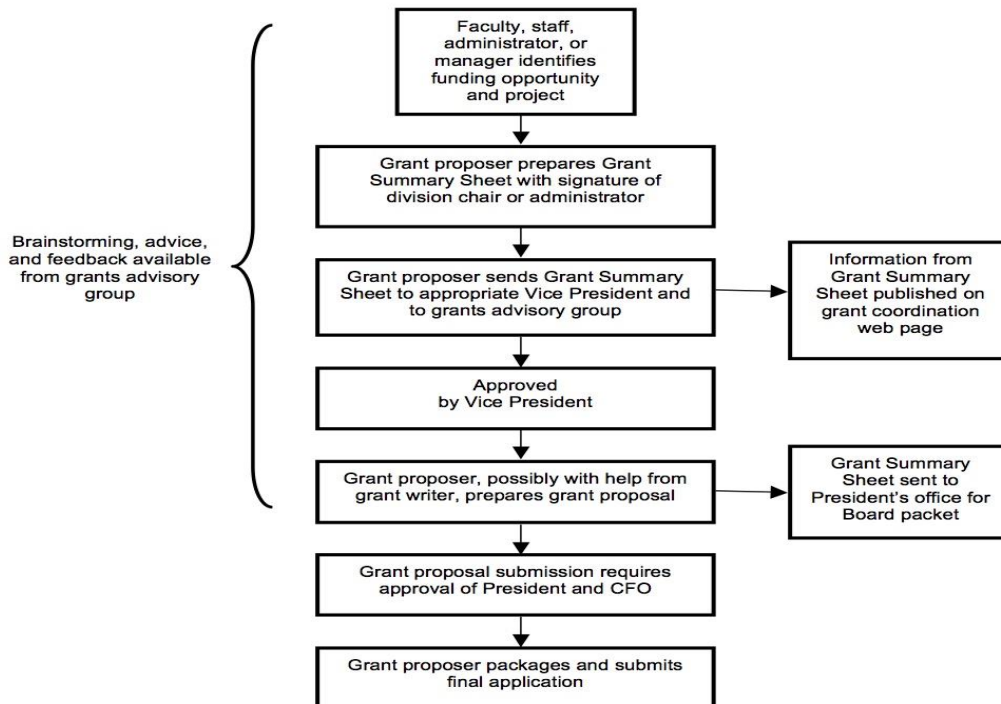 Faculty, staff,
administrator, or
manager identifies
funding opportunity
and project
Grant proposer prepares Grant
Summary Sheet with signature of
division chair or administrator
Brainstorming, advice,
and feedback available
from grants advisory
group
Grant proposer sends Grant Summary
Sheet to appropriate Vice President and
to grants advisory group
Information from
Grant Summary
Sheet published on
grant coordination
web page
Approved
by Vice President
Grant proposer, possibly with help from
grant writer, prepares grant proposal
Grant Summary
Sheet sent to
President's office for
Board packet
Grant proposal submission requires
approval of President and CFO
Grant proposer packages and submits
final application